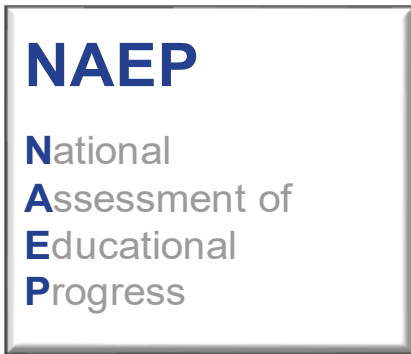 NAEP
National
Assessment of
Educational
Progress